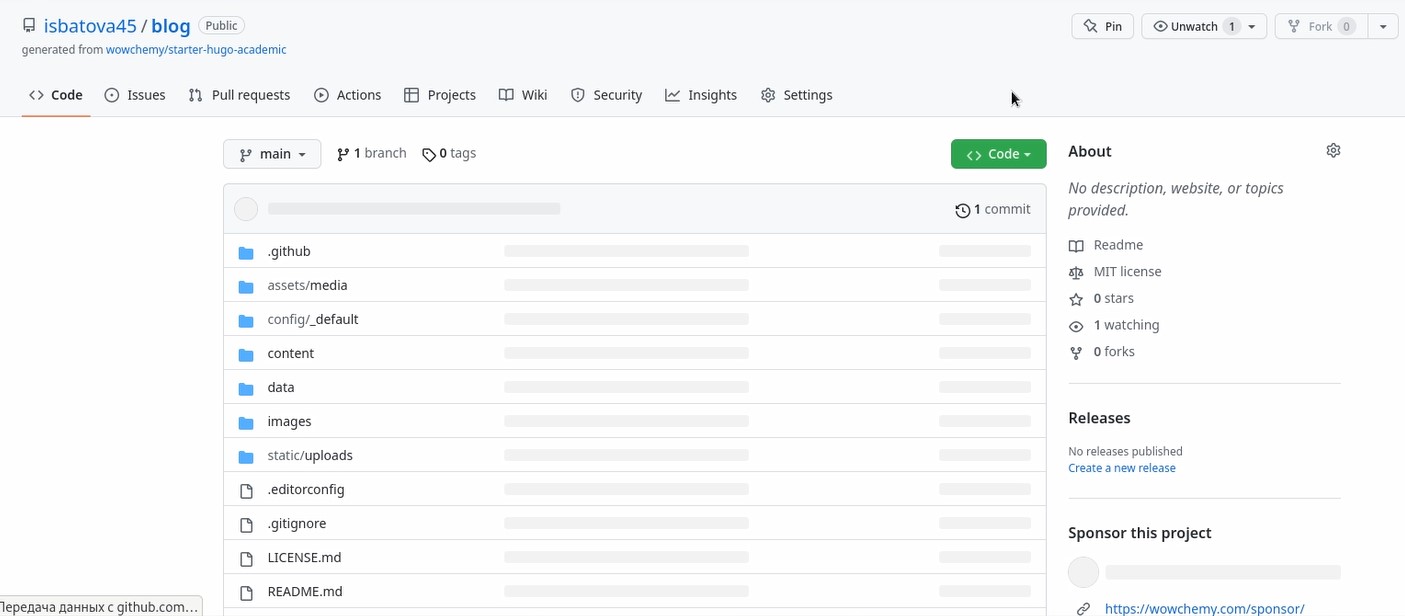 isbatova45 / blog Public
Pin Unwatch 1 Fork 0
generated from wowchemy/starter-hugo-academic
Code Issues Pull requests Actions Projects Wiki Security Insights Settings
main 1 branch 0 tags Code
1 commit
.github
assets/media
config/_default
content
data
images
static/uploads
.editorconfig
.gitignore
LICENSE.md
README.md
About
No description, website, or topics
provided.
Readme
MIT license
0 stars
1 watching
0 forks
Releases
No releases published
Create a new release
Sponsor this project
https://wowchemy.com/sponsor/
Передача данных с github.com…